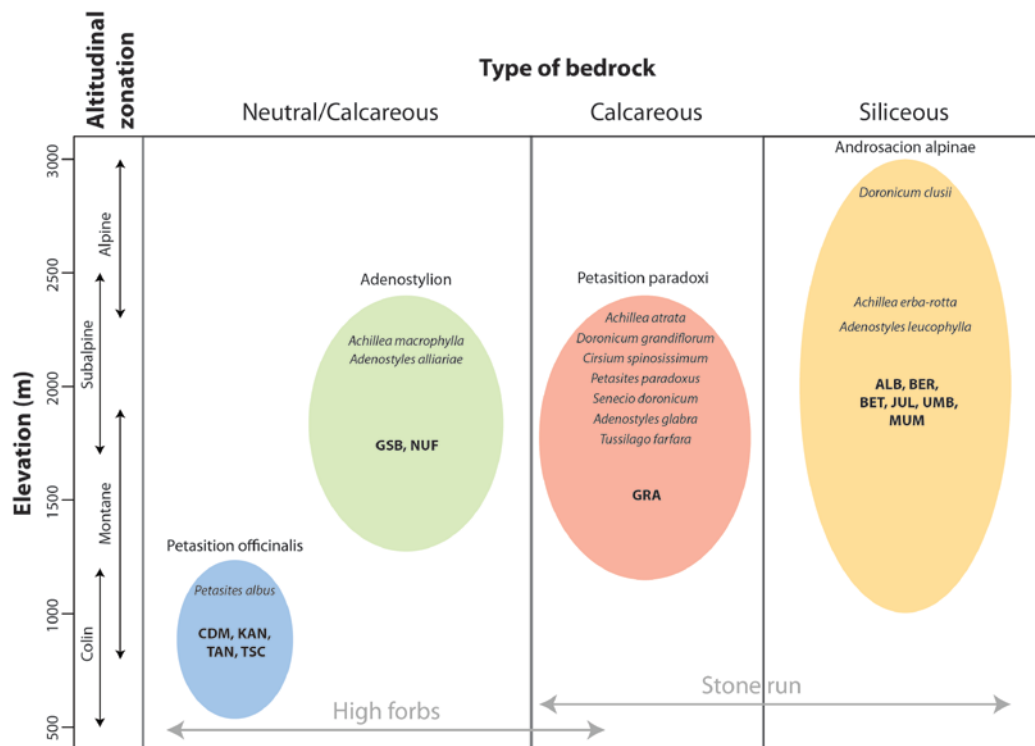 Altitudinal
zonation
Type of bedrock
Neutral/Calcareous
Calcareous
Siliceous
Elevation (m)
3000
2500
2000
1500
1000
500
Alpine
Subalpine
Montane
Colin
Petasition officinalis
Petasites albus
CDM, KAN,
TAN, TSC
Adenostylion
Achillea macrophylla
Adenostyles alliariae
GSB, NUF
Petasition paradoxi
Achillea atrata
Doronicum grandiflorum
Cirsium spinosissimum
Petasites paradoxus
Senecio doronicum
Adenostyles glabra
Tussilago farfara
GRA
Androsacion alpinae
Doronicum clusii
Achillea erba-rotta
Adenostyles leucophylla
ALB, BER,
BET, JUL, UMB,
MUM
High forbs
Stone run